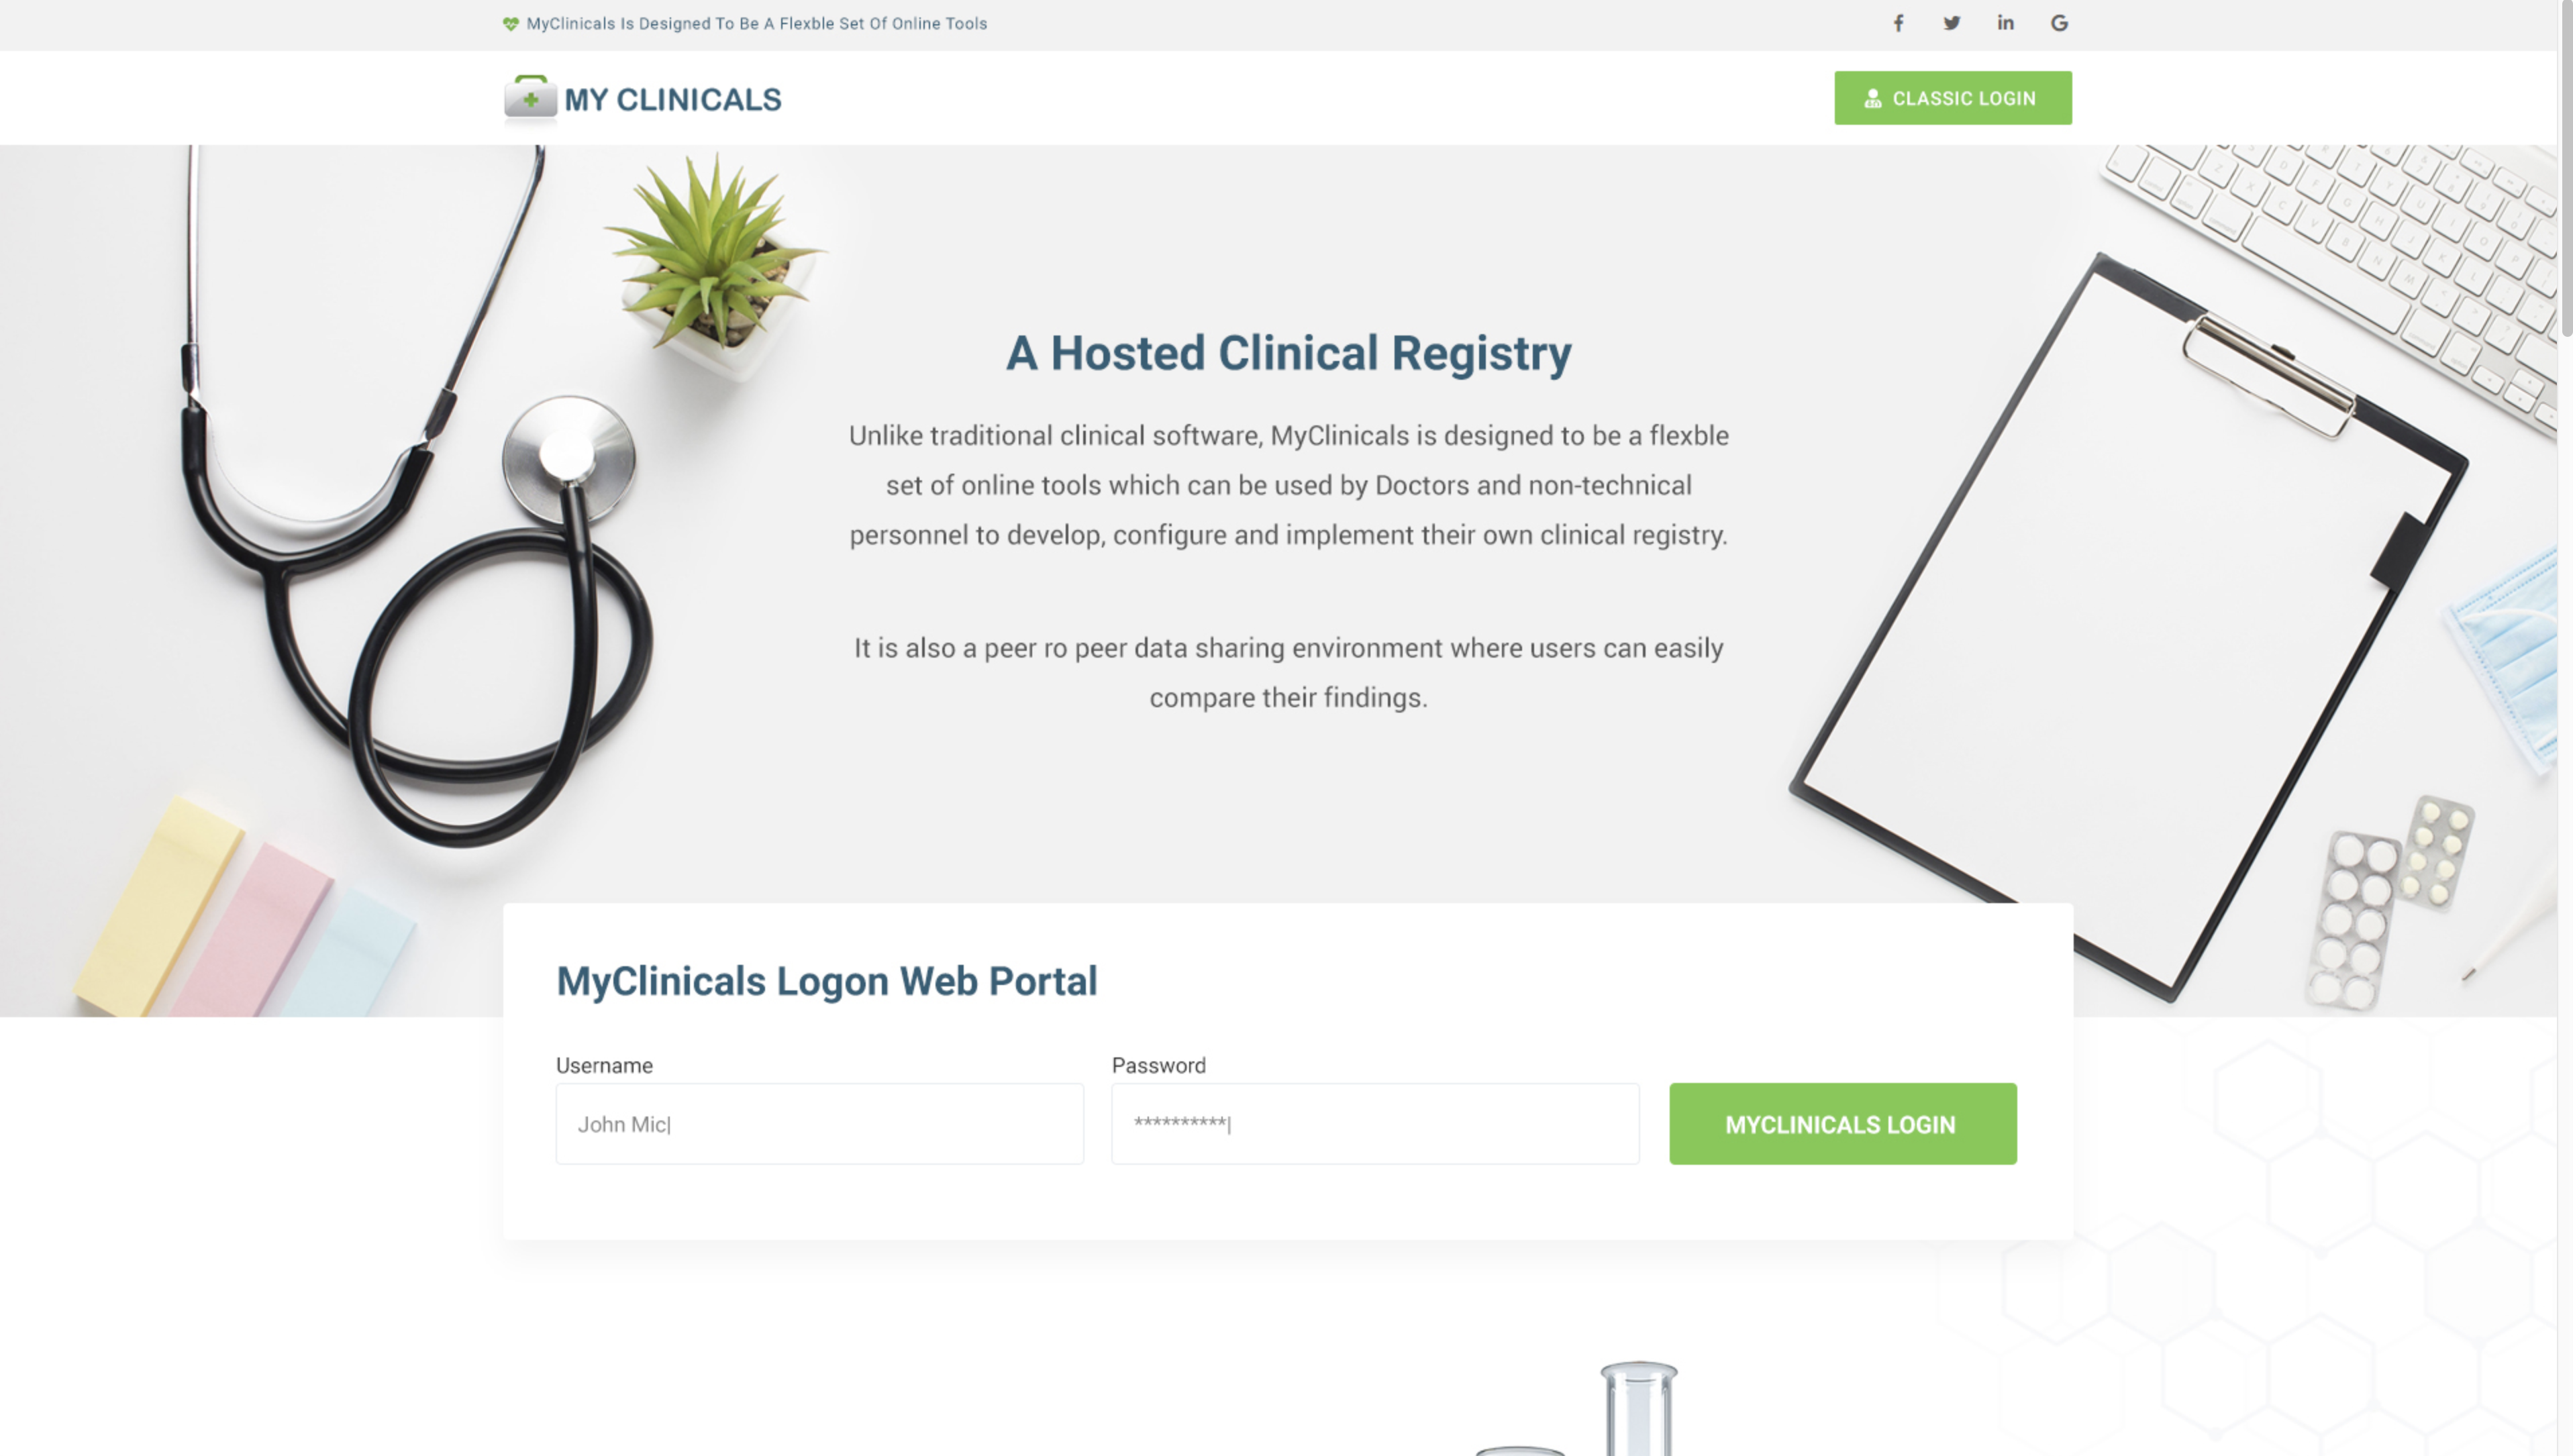 MyClinicals Is Designed To Be A Flexble Set Of Online Tools
MY CLINICALS
CLASSIC LOGIN
A Hosted Clinical Registry
Unlike traditional clinical software, MyClinicals is designed to be a flexble
set of online tools which can be used by Doctors and non-technical
personnel to develop, configure and implement their own clinical registry.
It is also a peer ro peer data sharing environment where users can easily
compare their findings.
MyClinicals Logon Web Portal
Username
Password
John Mic|
**********|
MYCLINICALS LOGIN